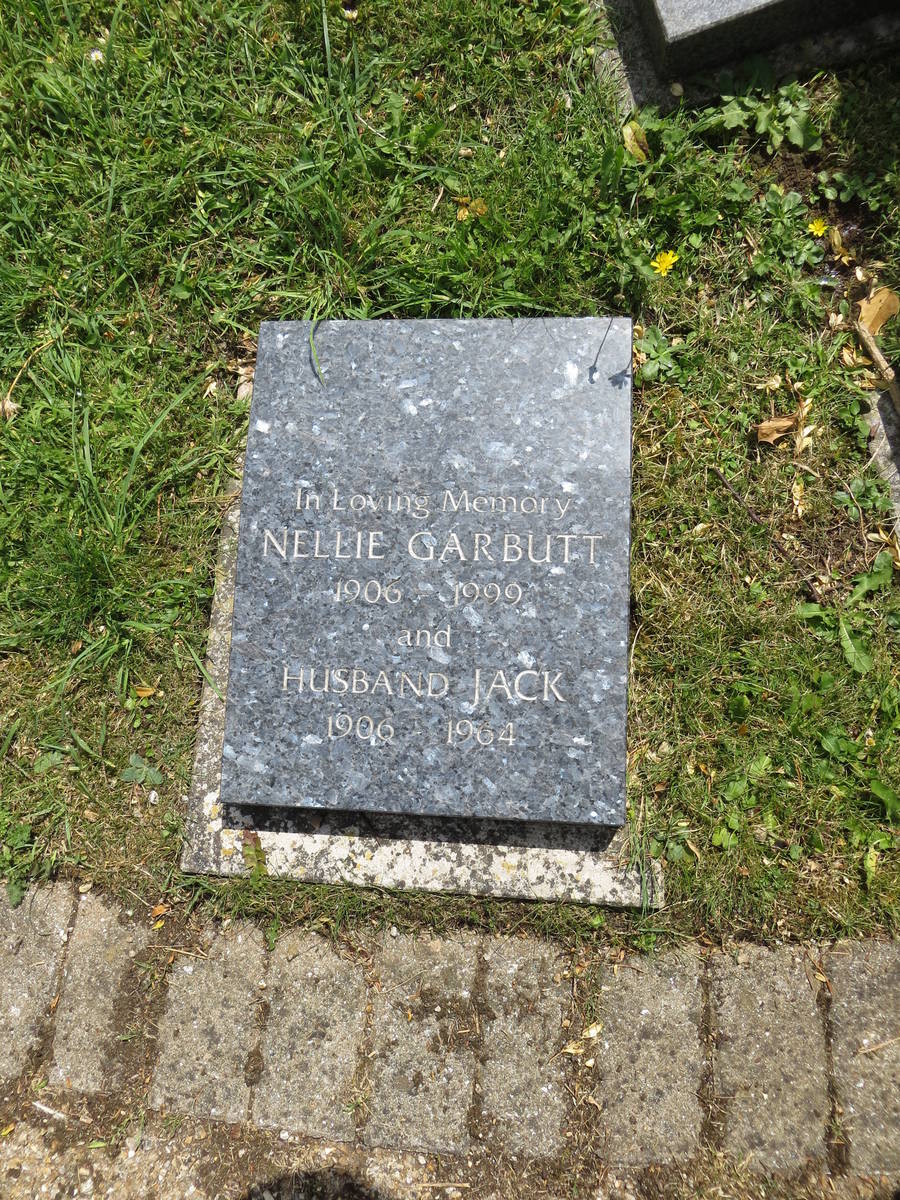 In Loving Memory
NELLIE GARBUTT
1906 - 1999
and
HUSBAND JACK
1906 - 1964